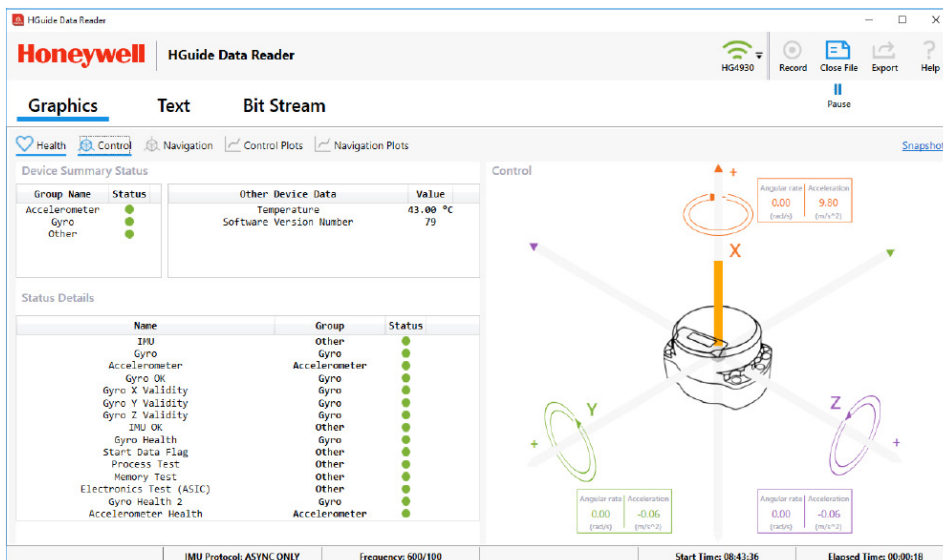 HGuide Data Reader
Honeywell
HGuide Data Reader
HG4930
Record
Close File
Export
Help
Pause
Graphics
Text
Bit Stream
Health
Control
Navigation
Control Plots
Navigation Plots
Snapshot
Device Summary Status
Group Name Status
Accelerometer
Gyro
Other
Other Device Data Value
Temperature 43.00 °C
Software Version Number 79
Status Details
Name Group Status
IMU Other
Gyro Gyro
Accelerometer Accelerometer
Gyro OK Gyro
Gyro X Validity Gyro
Gyro Y Validity Gyro
Gyro Z Validity Gyro
IMU OK Other
Gyro Health Gyro
Start Data Flag Other
Process Test Other
Memory Test Other
Electronics Test (ASIC) Other
Gyro Health 2 Gyro
Accelerometer Health Accelerometer
Control
+
Angular rate Acceleration
0.00 9.80
(rad/s) (m/s^2)
X
Y
+
Z
+
Angular rate Acceleration
0.00 -0.06
(rad/s) (m/s^2)
Angular rate Acceleration
0.00 -0.06
(rad/s) (m/s^2)
IMU Protocol: ASYNC ONLY
Frequency: 600/100
Start Time: 08:43:36
Elapsed Time: 00:00:18